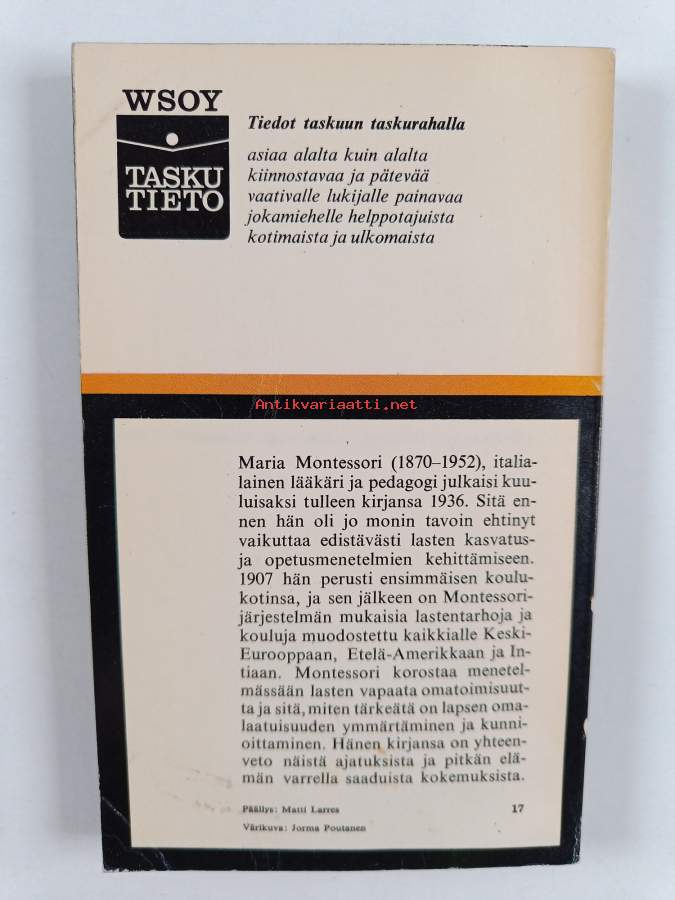 WSOY
TASKU
TIETO
Tiedot taskuun taskurahalla
asiaa alalta kuin alalta
kiinnostavaa ja pätevää
vaativalle lukijalle painavaa
jokamiehelle helppotajuista
kotimaista ja ulkomaista
Antikvariaatti.net
Maria Montessori (1870–1952), italia-
lainen lääkäri ja pedagogi julkaisi kuu-
luisaksi tulleen kirjansa 1936. Sitä en-
nen hän oli jo monin tavoin ehtinyt
vaikuttaa edistävästi lasten kasvatus-
ja opetusmenetelmien kehittämiseen.
1907 hän perusti ensimmäisen koulu-
kotinsa, ja sen jälkeen on Montessori-
järjestelmän mukaisia lastentarhoja ja
kouluja muodostettu kaikkialle Keski-
Eurooppaan, Etelä-Amerikkaan ja In-
tiaan. Montessori korostaa menetel-
mässään lasten vapaata omatoimisuut-
ta ja sitä, miten tärkeätä on lapsen oma-
laatuisuuden ymmärtäminen ja kunni-
oittaminen. Hänen kirjansa on yhteen-
veto näistä ajatuksista ja pitkän elä-
män varrella saaduista kokemuksista.
Päällys: Matti Larres 17
Värikuva: Jorma Poutanen